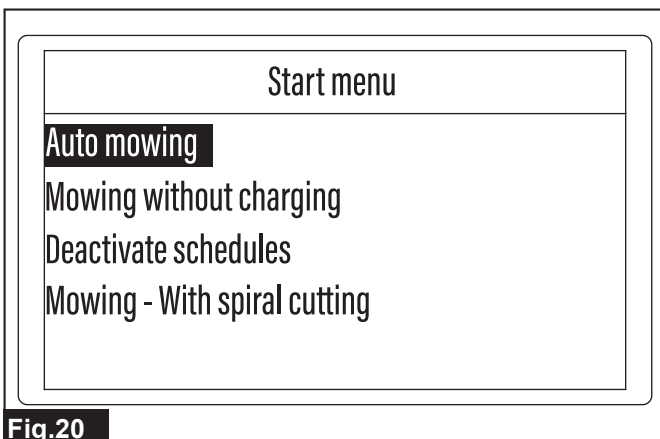 Start menu
Auto mowing
Mowing without charging
Deactivate schedules
Mowing - With spiral cutting
Fig.20